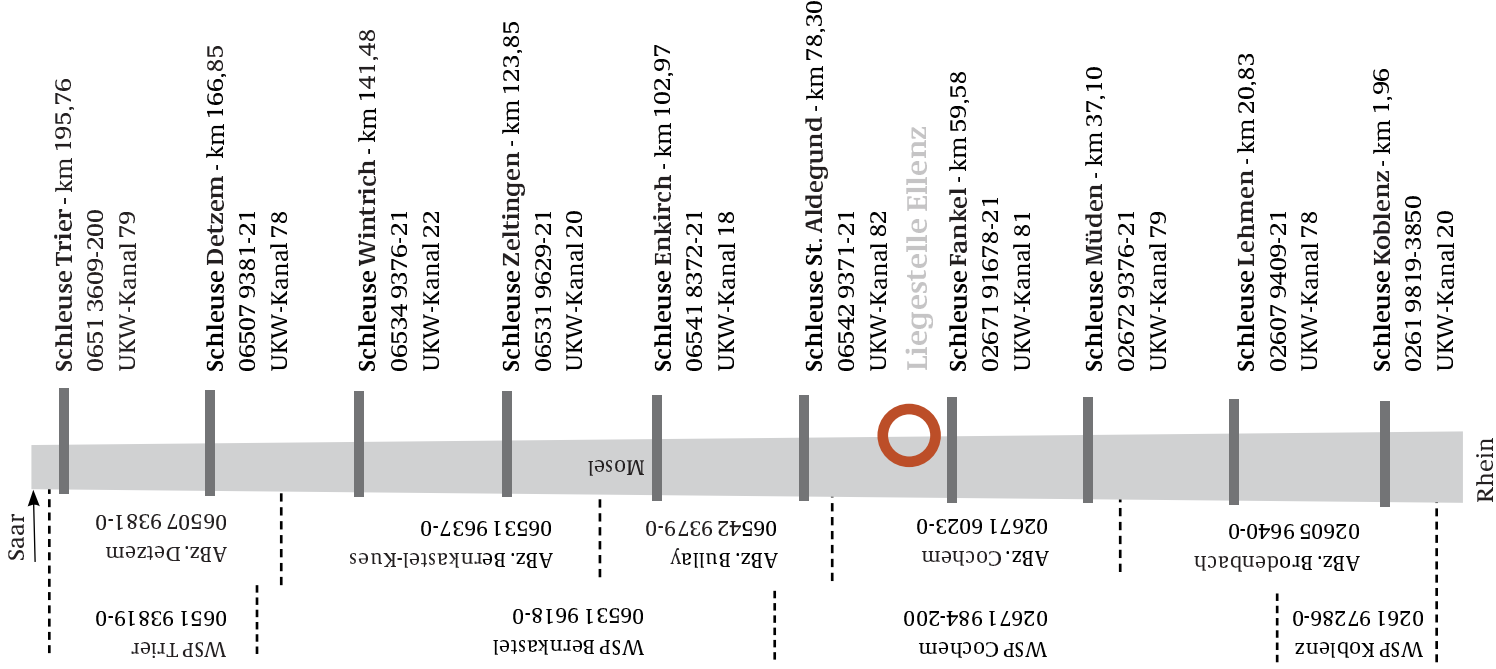 Schleuse Trier - km 195,76
0651 3609-200
UKW-Kanal 79
Schleuse Detzem - km 166,85
06507 9381-21
UKW-Kanal 78
Schleuse Wintrich - km 141,48
06534 9376-21
UKW-Kanal 22
Schleuse Zeltingen - km 123,85
06531 9629-21
UKW-Kanal 20
Schleuse Enkirch - km 102,97
06541 8372-21
UKW-Kanal 18
Schleuse St. Aldegund - km 78,30
06542 9371-21
UKW-Kanal 82
Liegestelle Ellenz
Schleuse Fankel - km 59,58
02671 91678-21
UKW-Kanal 81
Schleuse Müden - km 37,10
02672 9376-21
UKW-Kanal 79
Schleuse Lehmen - km 20,83
02607 9409-21
UKW-Kanal 78
Schleuse Koblenz - km 1,96
0261 9819-3850
UKW-Kanal 20
Mosel
Saar
Rhein
ABz. Detzem
06507 9381-0
ABz. Bernkastel-Kues
06531 9637-0
ABz. Bullay
06542 9379-0
ABz. Cochem
02671 6023-0
ABz. Brodenbach
02605 9640-0
WSP Trier
0651 93819-0
WSP Bernkastel
06531 9618-0
WSP Cochem
02671 984-200
WSP Koblenz
0261 97286-0